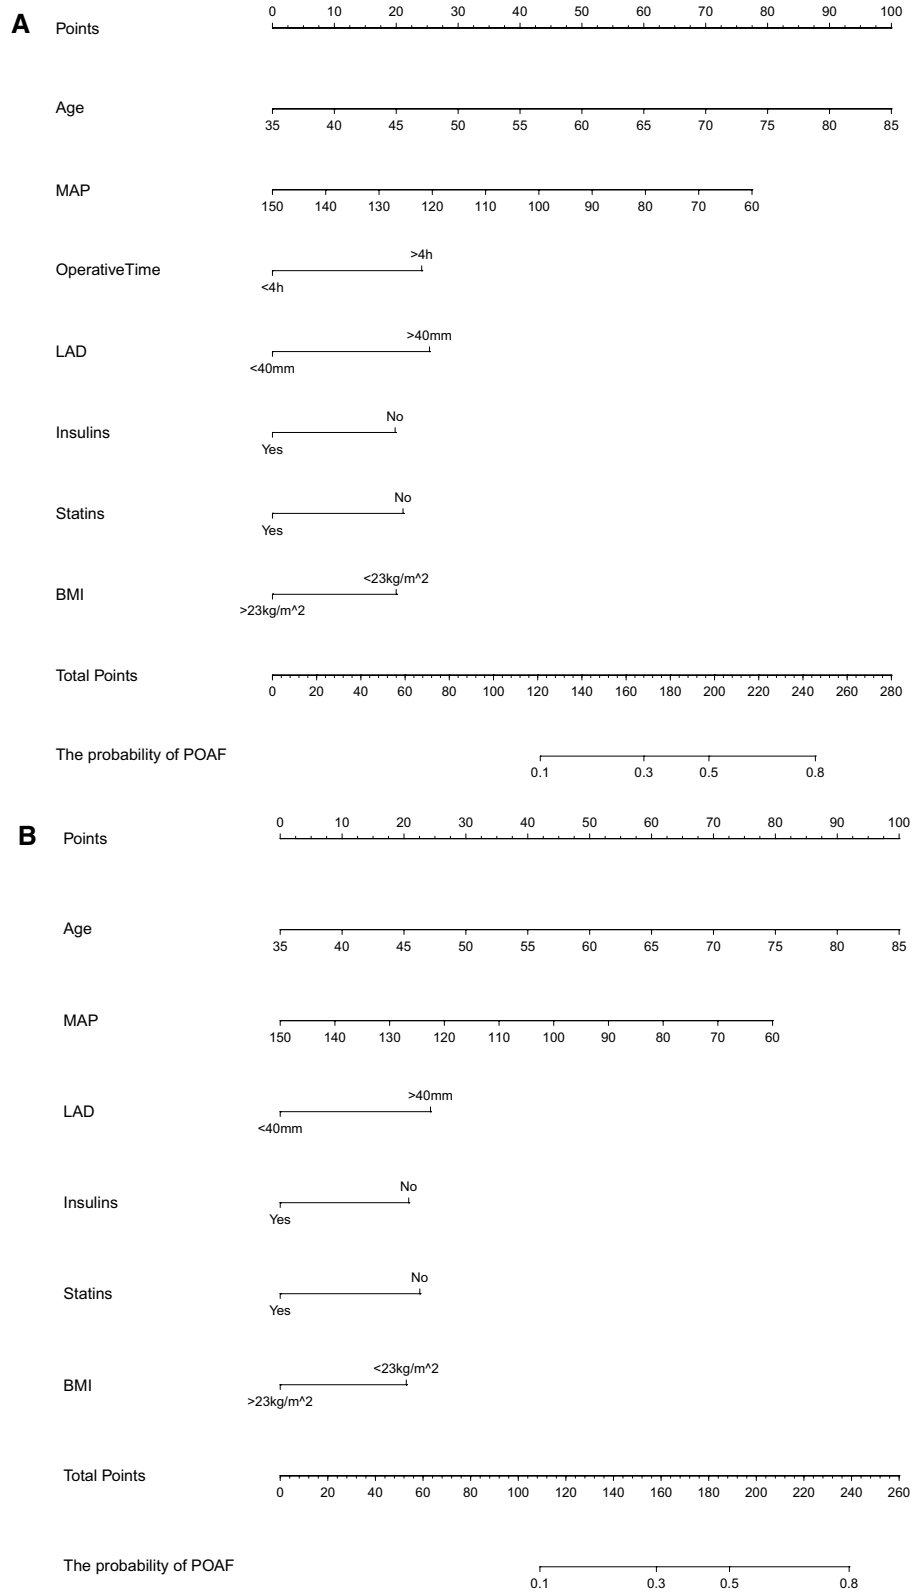 A
0 10 20 30 40 50 60 70 80 90 100
Points
Age
35 40 45 50 55 60 65 70 75 80 85
MAP
150 140 130 120 110 100 90 80 70 60
>4h
OperativeTime
<4h
>40mm
LAD
<40mm
No
Insulins
Yes
No
Statins
Yes
<23kg/m^2
BMI
>23kg/m^2
Total Points
0 20 40 60 80 100 120 140 160 180 200 220 240 260 280
The probability of POAF
0.1 0.3 0.5 0.8
B
0 10 20 30 40 50 60 70 80 90 100
Points
Age
35 40 45 50 55 60 65 70 75 80 85
MAP
150 140 130 120 110 100 90 80 70 60
>40mm
LAD
<40mm
No
Insulins
Yes
No
Statins
Yes
<23kg/m^2
BMI
>23kg/m^2
Total Points
0 20 40 60 80 100 120 140 160 180 200 220 240 260
The probability of POAF
0.1 0.3 0.5 0.8